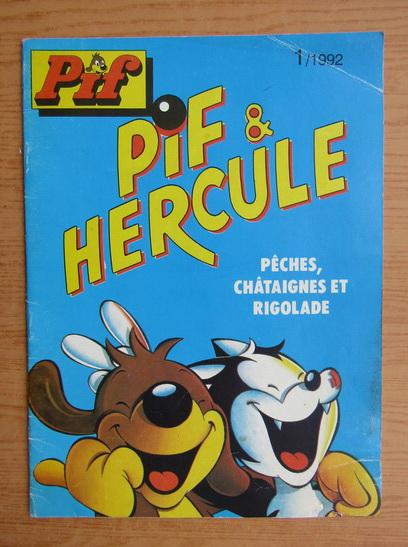 Pif
1/1992
PIF &
HERCULE
PÊCHES,
CHÂTAIGNES ET
RIGOLADE